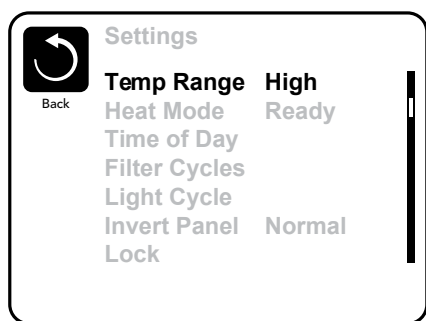 Settings
Back
Temp Range High
Heat Mode Ready
Time of Day
Filter Cycles
Light Cycle
Invert Panel Normal
Lock